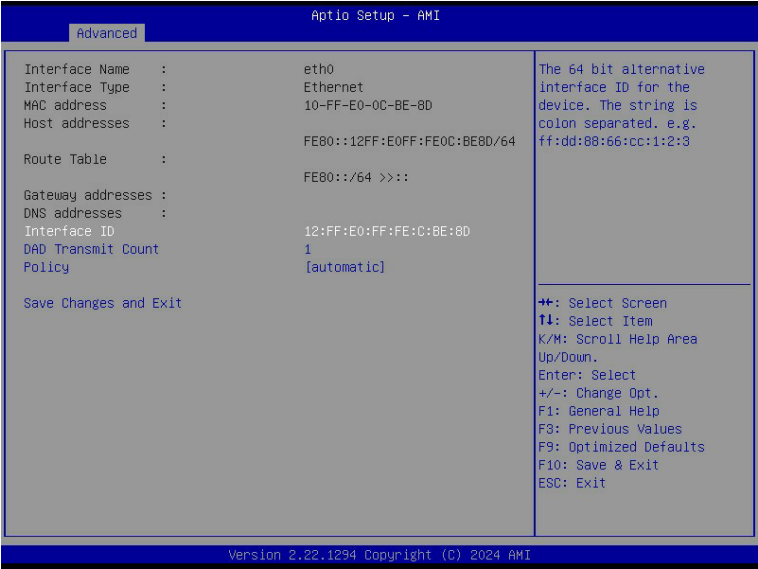 Aptio Setup – AMI
Advanced
Interface Name : eth0
Interface Type : Ethernet
MAC address : 10-FF-E0-0C-BE-8D
Host addresses :
FE80::12FF:E0FF:FE0C:BE8D/64
Route Table :
FE80::/64 >>::
Gateway addresses :
DNS addresses :
Interface ID 12:FF:E0:FF:FE:C:BE:8D
DAD Transmit Count 1
Policy [automatic]
Save Changes and Exit
The 64 bit alternative
interface ID for the
device. The string is
colon separated. e.g.
ff:dd:88:66:cc:1:2:3
→←: Select Screen
↑↓: Select Item
K/M: Scroll Help Area
Up/Down.
Enter: Select
+/-: Change Opt.
F1: General Help
F3: Previous Values
F9: Optimized Defaults
F10: Save & Exit
ESC: Exit
Version 2.22.1294 Copyright (C) 2024 AMI